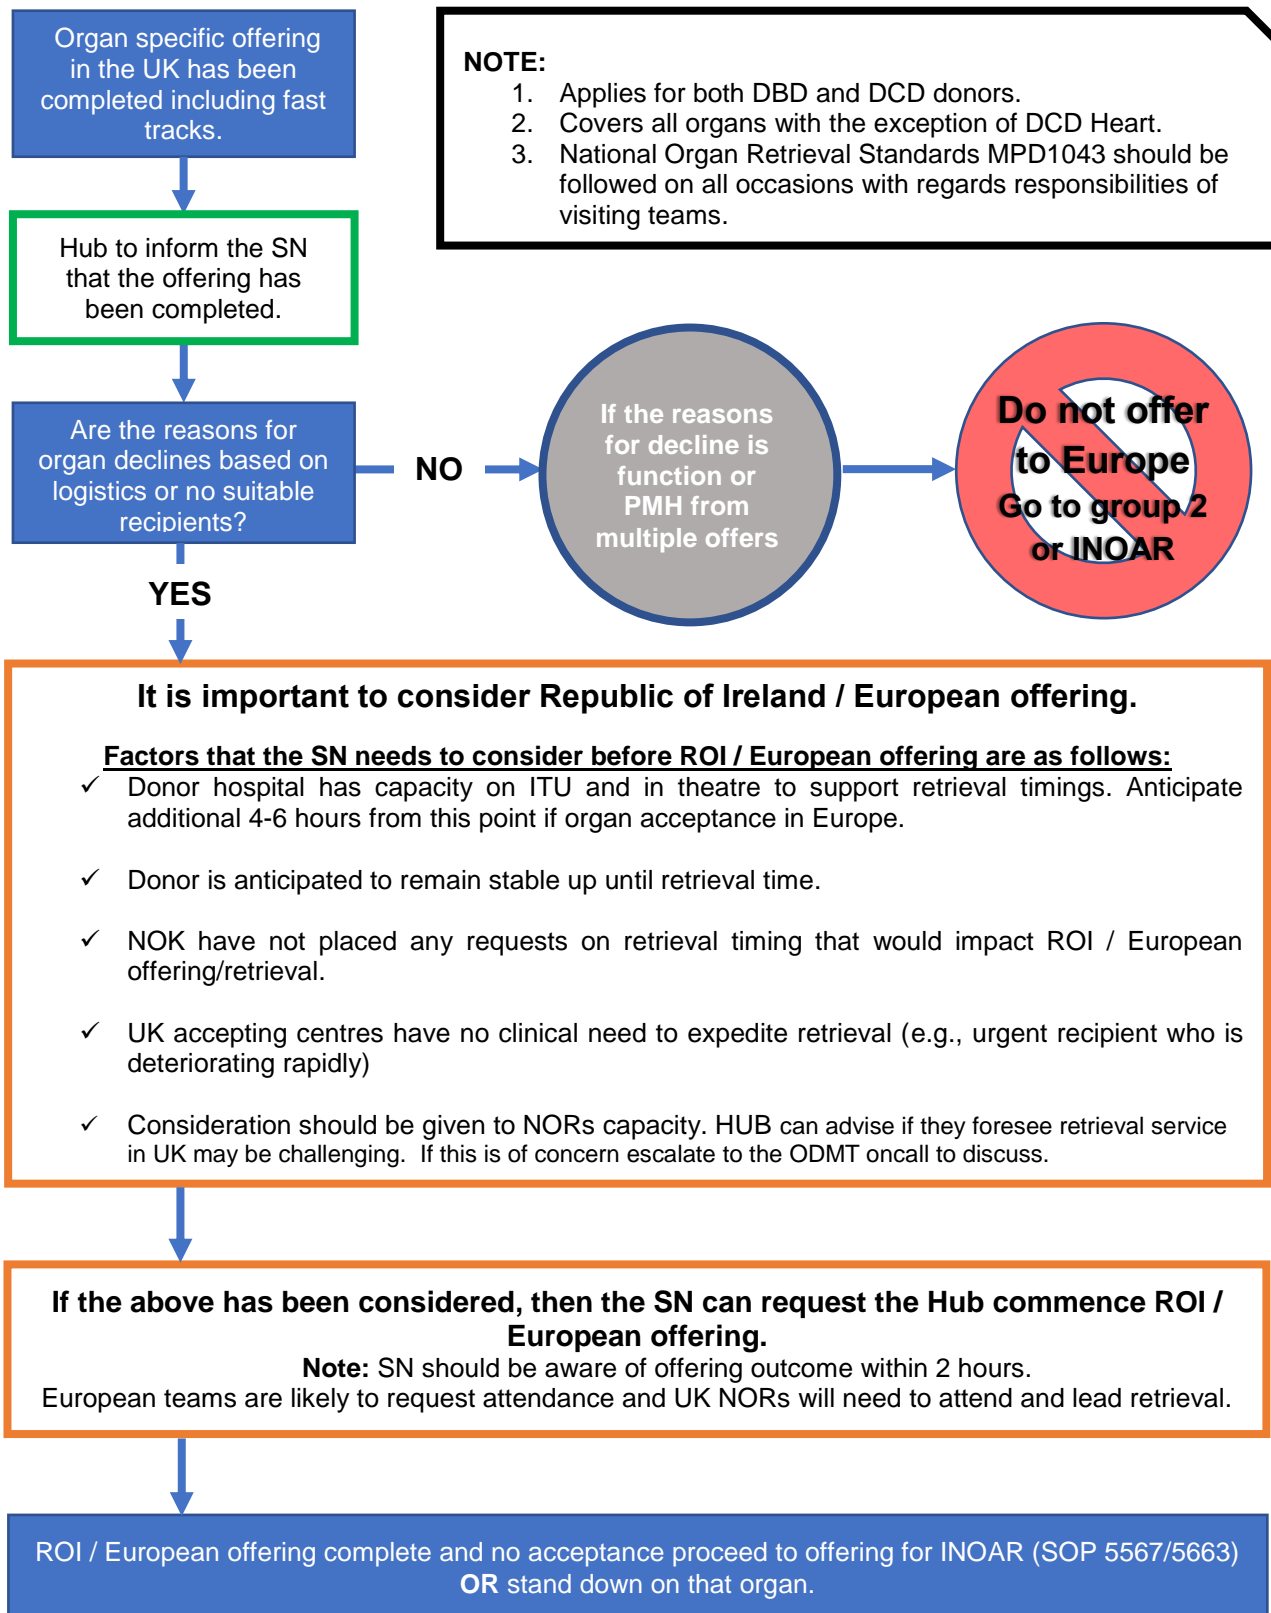 Organ specific offering
in the UK has been
completed including fast
tracks.
NOTE:
1. Applies for both DBD and DCD donors.
2. Covers all organs with the exception of DCD Heart.
3. National Organ Retrieval Standards MPD1043 should be
followed on all occasions with regards responsibilities of
visiting teams.
Hub to inform the SN
that the offering has
been completed.
Are the reasons for
organ declines based on
logistics or no suitable
recipients?
NO
If the reasons
for decline is
function or
PMH from
multiple offers
Do not offer
to Europe
Go to group 2
or INOAR
YES
It is important to consider Republic of Ireland / European offering.
Factors that the SN needs to consider before ROI / European offering are as follows:
✓ Donor hospital has capacity on ITU and in theatre to support retrieval timings. Anticipate
additional 4-6 hours from this point if organ acceptance in Europe.
✓ Donor is anticipated to remain stable up until retrieval time.
✓ NOK have not placed any requests on retrieval timing that would impact ROI / European
offering/retrieval.
✓ UK accepting centres have no clinical need to expedite retrieval (e.g., urgent recipient who is
deteriorating rapidly)
✓ Consideration should be given to NORs capacity. HUB can advise if they foresee retrieval service
in UK may be challenging. If this is of concern escalate to the ODMT oncall to discuss.
If the above has been considered, then the SN can request the Hub commence ROI /
European offering.
Note: SN should be aware of offering outcome within 2 hours.
European teams are likely to request attendance and UK NORs will need to attend and lead retrieval.
ROI / European offering complete and no acceptance proceed to offering for INOAR (SOP 5567/5663)
OR stand down on that organ.